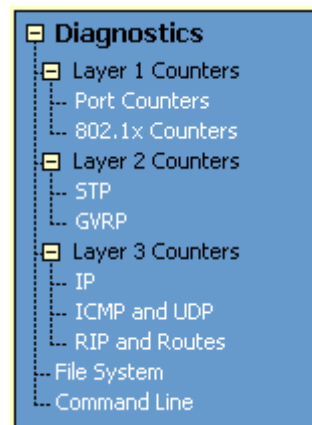 Diagnostics
Layer 1 Counters
Port Counters
802.1x Counters
Layer 2 Counters
STP
GVRP
Layer 3 Counters
IP
ICMP and UDP
RIP and Routes
File System
Command Line